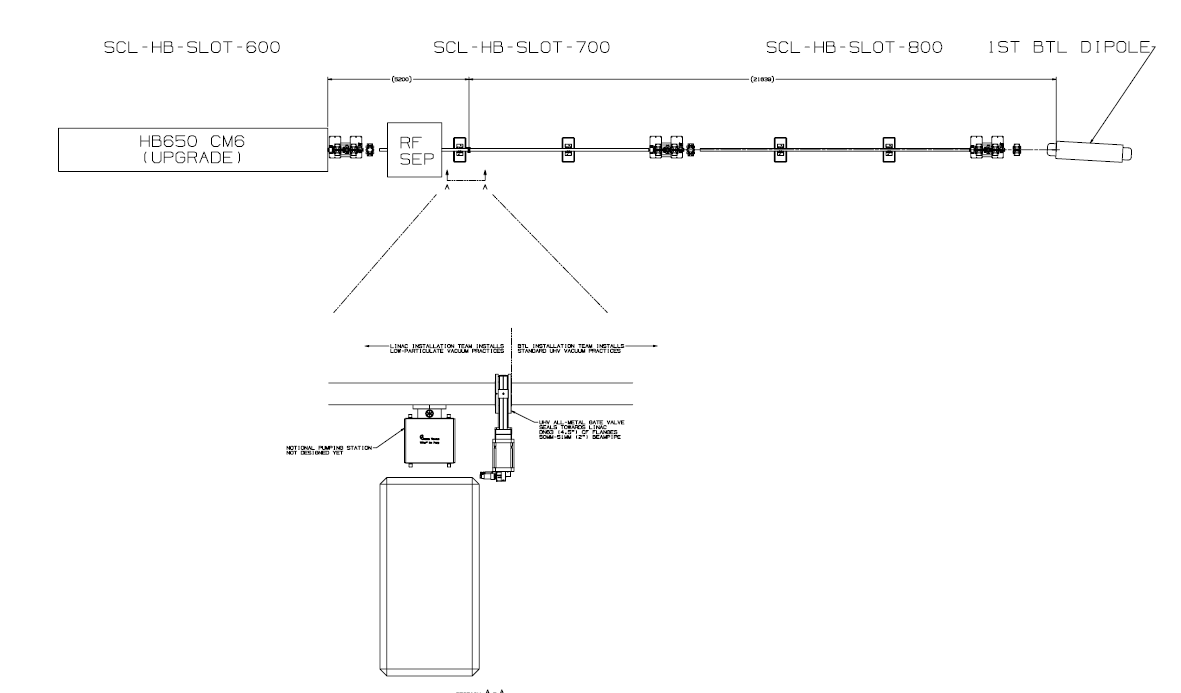 SCL-HB-SLOT-600
SCL-HB-SLOT-700
SCL-HB-SLOT-800
1ST BTL DIPOLE
(5200)
HB650 CM6
(UPGRADE)
RF
SEP
A
A
LINAC INSTALLATION TEAM INSTALLS
LOW-PARTICULATE VACUUM PRACTICES
BTL INSTALLATION TEAM INSTALLS
STANDARD UHV VACUUM PRACTICES
UHV ALL-METAL GATE VALVE
SEALS TOWARDS LINAC
DN63 (4.5") CF FLANGES
50MM-51MM (2") BEAMPIPE
NOTIONAL PUMPING STATION
NOT DESIGNED YET